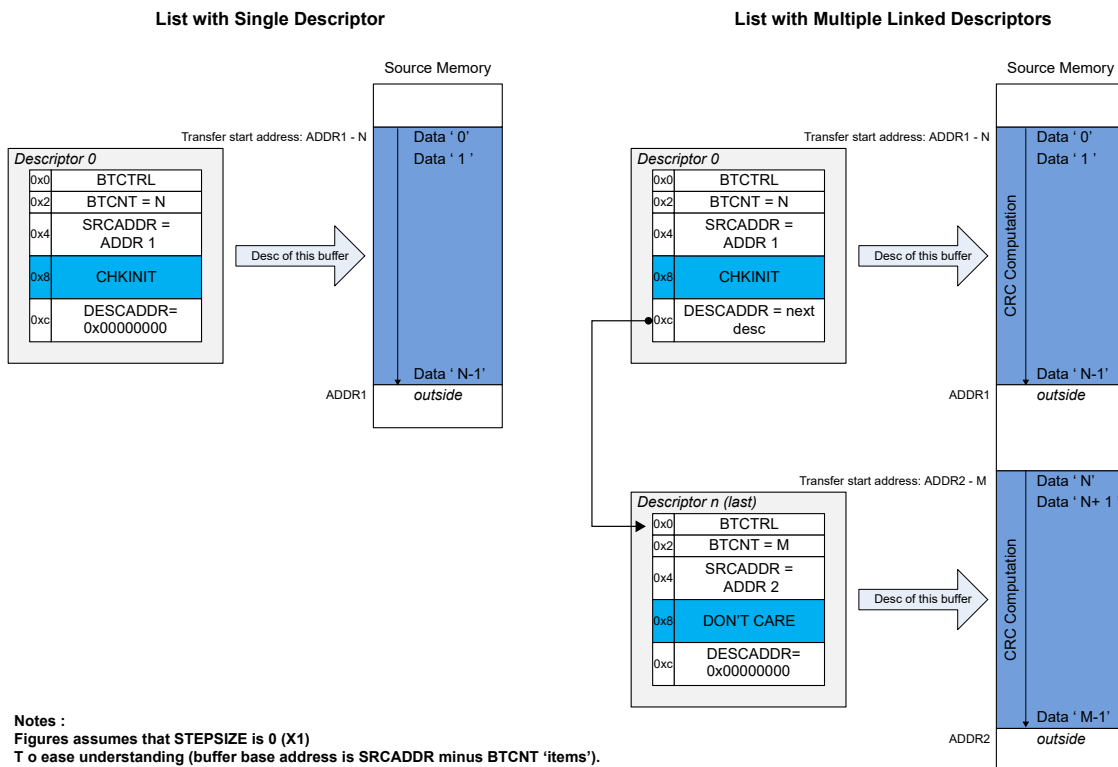 List with Single Descriptor
Source Memory
Transfer start address: ADDR1 - N
Data ‘ 0’
Data ‘ 1 ’
Descriptor 0
0x0 BTCTRL
0x2 BTCNT = N
0x4 SRCADDR =
ADDR 1
0x8 CHKINIT
0xc DESCADDR=
0x00000000
Desc of this buffer
Data ‘ N-1’
ADDR1 outside
List with Multiple Linked Descriptors
Source Memory
Transfer start address: ADDR1 - N
Data ‘ 0’
Data ‘ 1 ’
Descriptor 0
0x0 BTCTRL
0x2 BTCNT = N
0x4 SRCADDR =
ADDR 1
0x8 CHKINIT
0xc DESCADDR = next
desc
Desc of this buffer
CRC Computation
Data ‘ N-1’
ADDR1 outside
Transfer start address: ADDR2 - M
Data ‘ N’
Data ‘ N+ 1 ’
Descriptor n (last)
0x0 BTCTRL
0x2 BTCNT = M
0x4 SRCADDR =
ADDR 2
0x8 DON’T CARE
0xc DESCADDR=
0x00000000
Desc of this buffer
CRC Computation
Data ‘ M-1’
ADDR2 outside
Notes :
Figures assumes that STEPSIZE is 0 (X1)
T o ease understanding (buffer base address is SRCADDR minus BTCNT ‘items’).